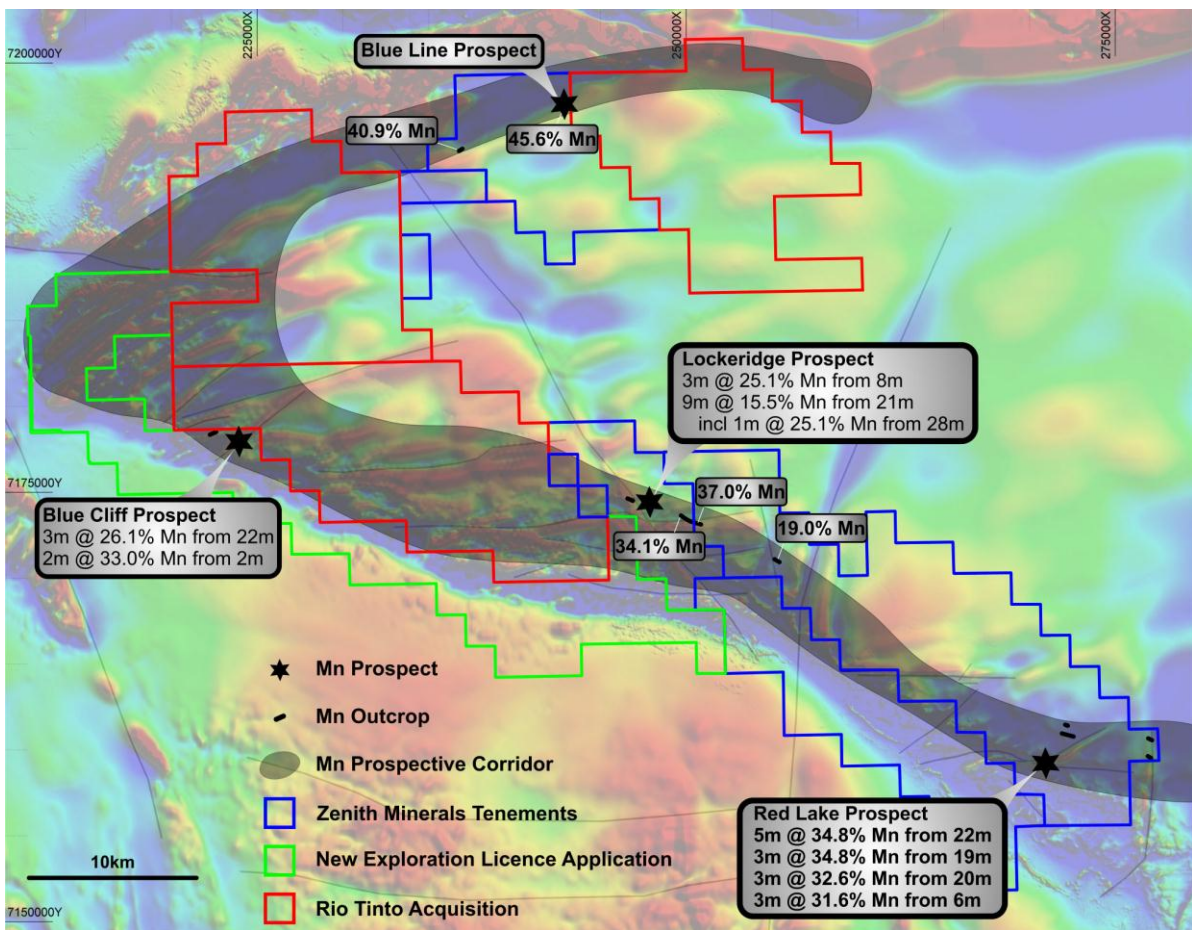 225000X
250000X
275000X
7200000Y
Blue Line Prospect
40.9% Mn
45.6% Mn
Lockeridge Prospect
3m @ 25.1% Mn from 8m
9m @ 15.5% Mn from 21m
incl 1m @ 25.1% Mn from 28m
7175000Y
37.0% Mn
19.0% Mn
34.1% Mn
Blue Cliff Prospect
3m @ 26.1% Mn from 22m
2m @ 33.0% Mn from 2m
Mn Prospect
Mn Outcrop
Mn Prospective Corridor
Zenith Minerals Tenements
New Exploration Licence Application
Rio Tinto Acquisition
10km
Red Lake Prospect
5m @ 34.8% Mn from 22m
3m @ 34.8% Mn from 19m
3m @ 32.6% Mn from 20m
3m @ 31.6% Mn from 6m
7150000Y